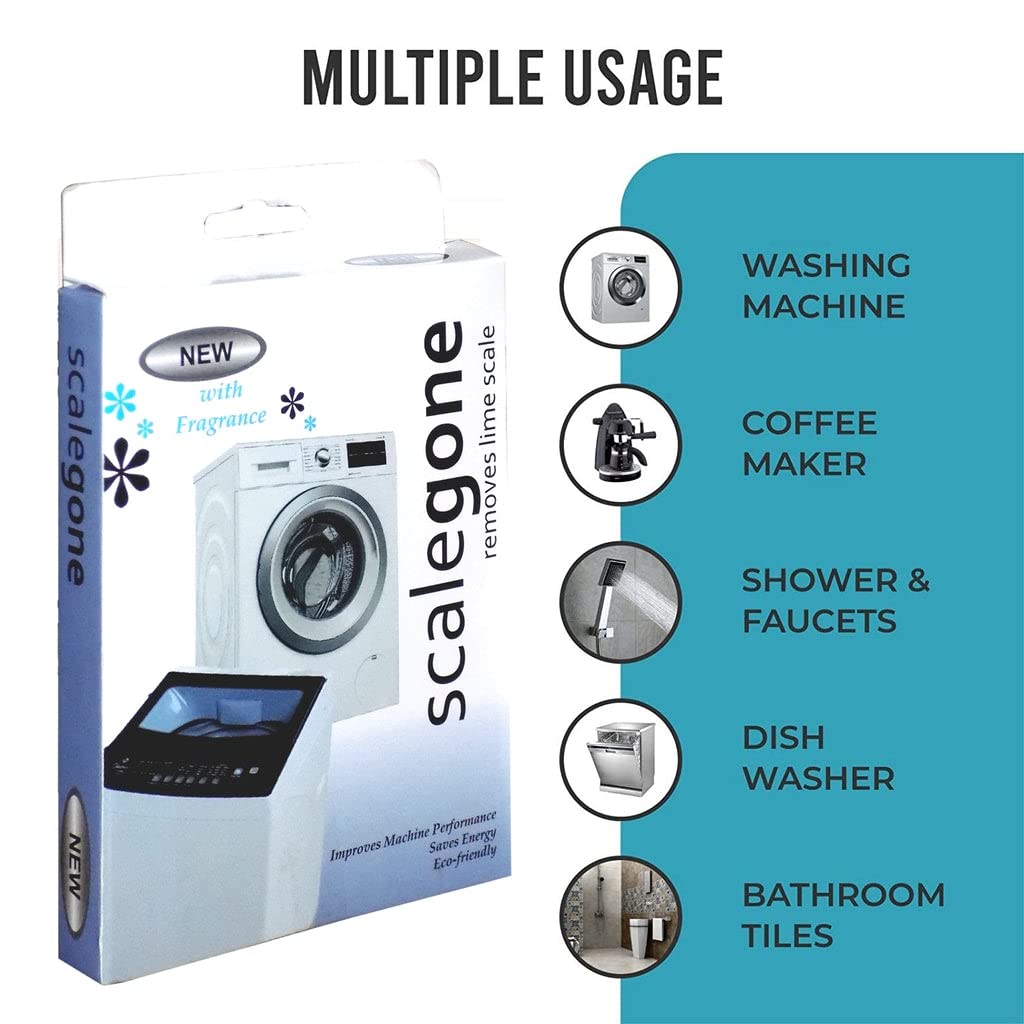 MULTIPLE USAGE
scalegone
NEW
NEW
with
Fragrance
scalegone
removes lime scale
Improves Machine Performance
Saves Energy
Eco-friendly
WASHING
MACHINE
COFFEE
MAKER
SHOWER &
FAUCETS
DISH
WASHER
BATHROOM
TILES